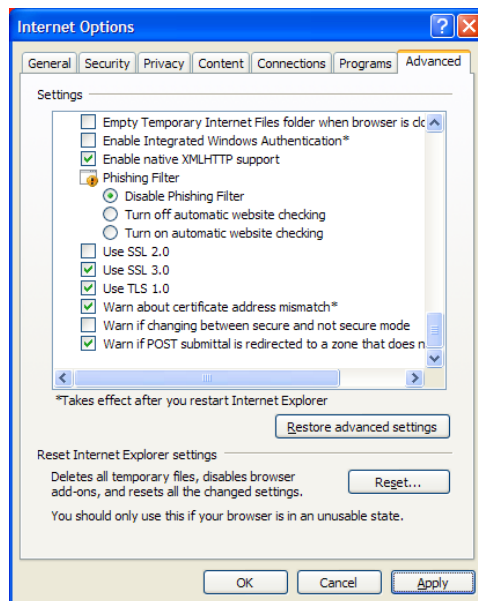 Internet Options
General Security Privacy Content Connections Programs Advanced
Settings
Empty Temporary Internet Files folder when browser is clo
Enable Integrated Windows Authentication*
Enable native XMLHTTP support
Phishing Filter
Disable Phishing Filter
Turn off automatic website checking
Turn on automatic website checking
Use SSL 2.0
Use SSL 3.0
Use TLS 1.0
Warn about certificate address mismatch*
Warn if changing between secure and not secure mode
Warn if POST submittal is redirected to a zone that does n
*Takes effect after you restart Internet Explorer
Restore advanced settings
Reset Internet Explorer settings
Deletes all temporary files, disables browser
add-ons, and resets all the changed settings.
Reset...
You should only use this if your browser is in an unusable state.
OK Cancel Apply